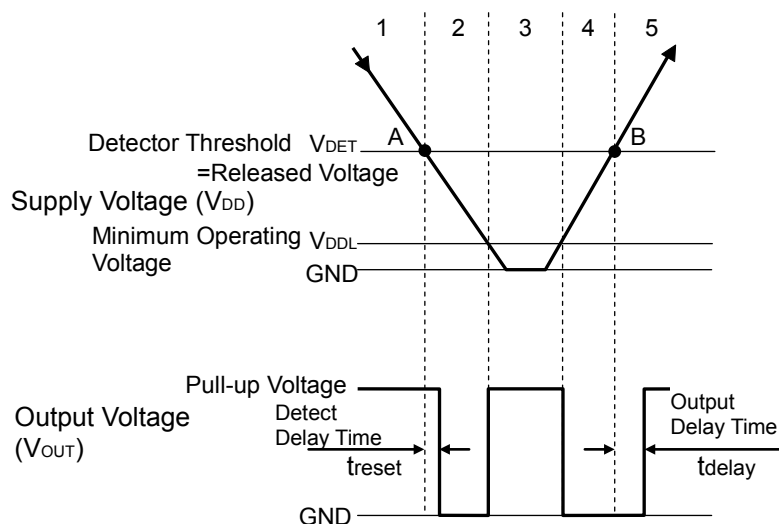 1 2 3 4 5
Detector Threshold VDET A B
=Released Voltage
Supply Voltage (VDD)
Minimum Operating VDDL
Voltage
GND
Pull-up Voltage
Output Voltage
(VOUT)
Detect
Delay Time
treset
Output
Delay Time
tdelay
GND